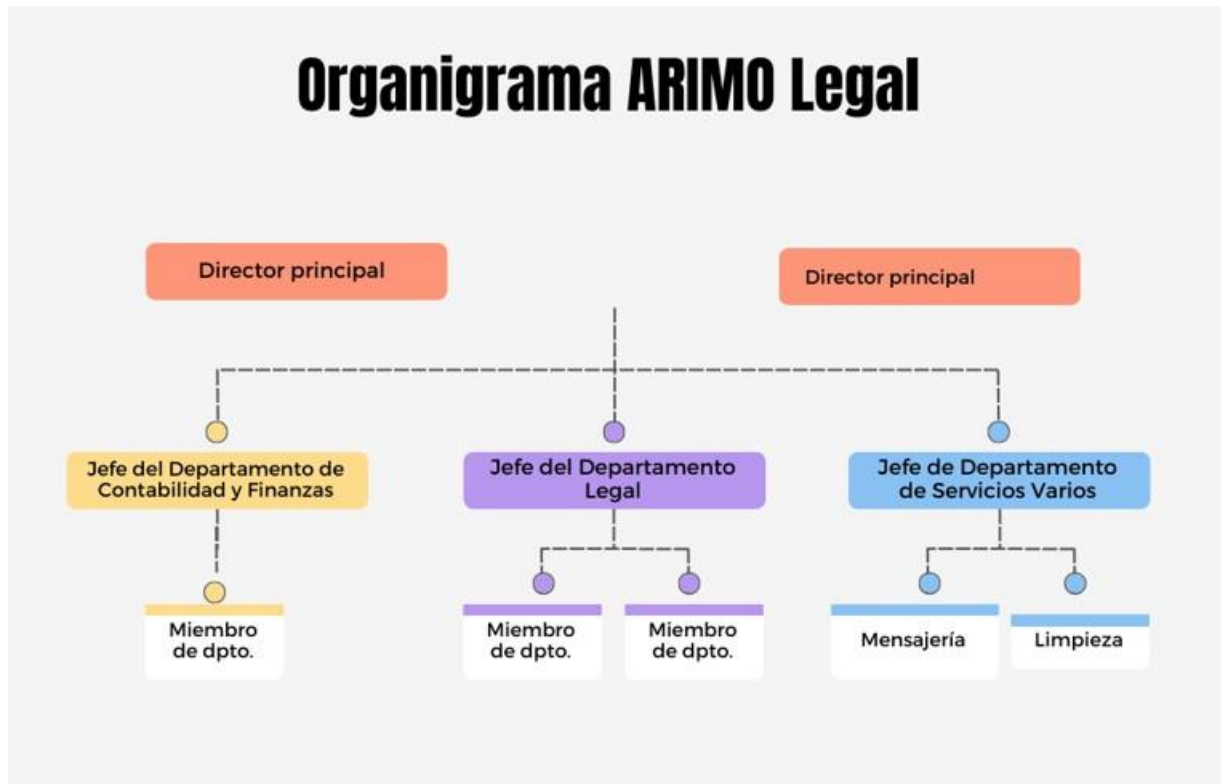 Organigrama ARIMO Legal
Director principal
Director principal
Jefe del Departamento de
Contabilidad y Finanzas
Jefe del Departamento
Legal
Jefe de Departamento
de Servicios Varios
Miembro
de dpto.
Miembro
de dpto.
Miembro
de dpto.
Mensajería
Limpieza